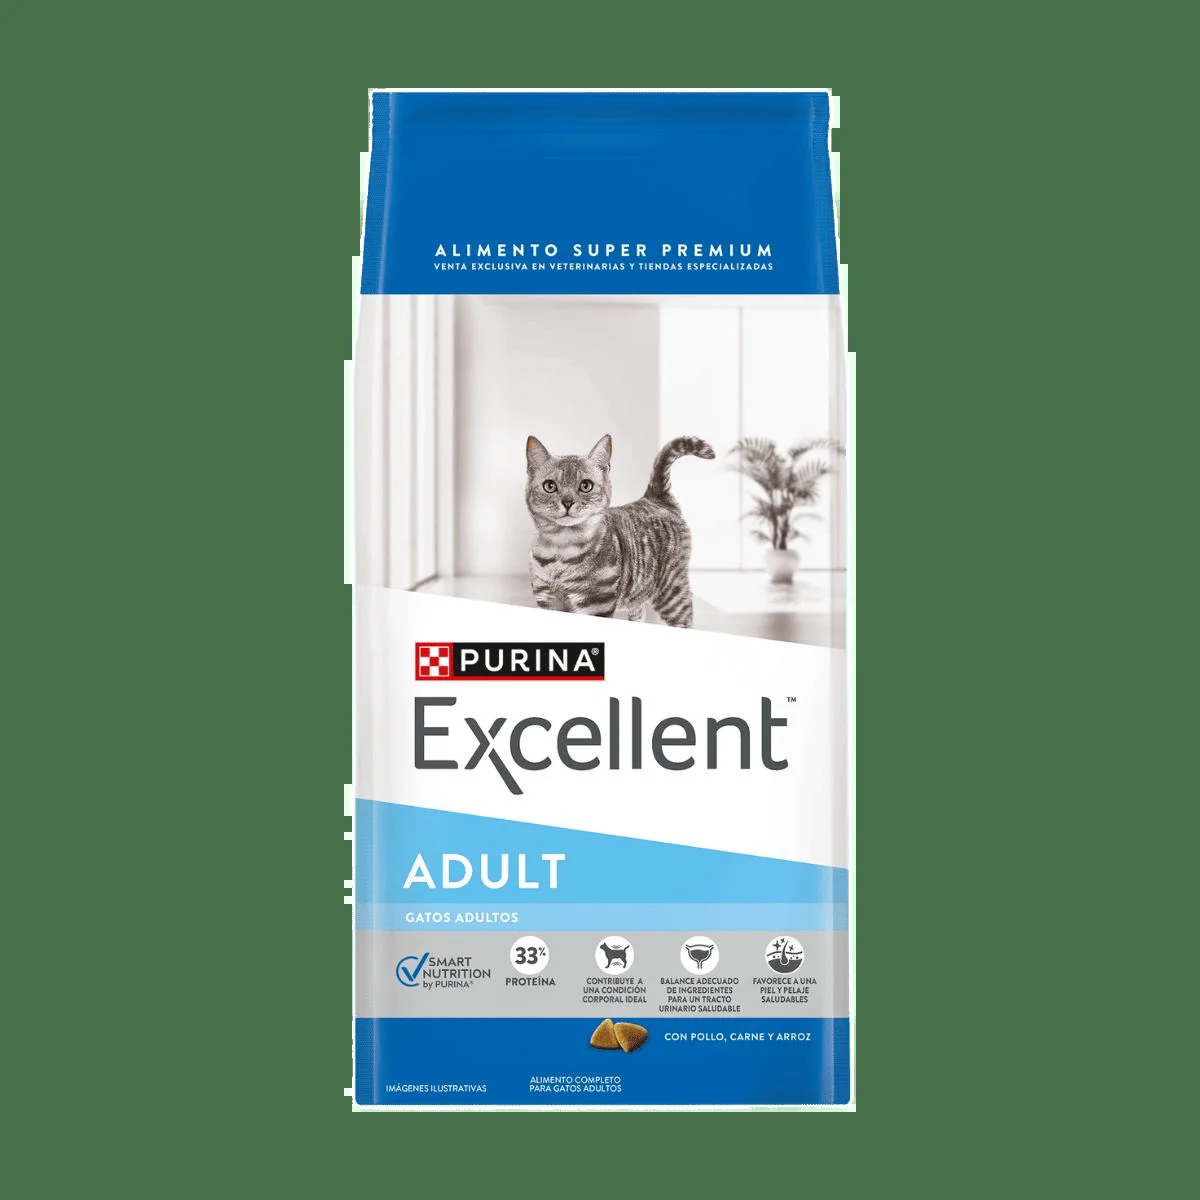 ALIMENTO SUPER PREMIUM
VENTA EXCLUSIVA EN VETERINARIAS Y TIENDAS ESPECIALIZADAS
PURINA®
Excellent™
ADULT
GATOS ADULTOS
SMART
NUTRITION
by PURINA®
33%
PROTEÍNA
CONTRIBUYE A
UNA CONDICIÓN
CORPORAL IDEAL
BALANCE ADECUADO
DE INGREDIENTES
PARA UN TRACTO
URINARIO SALUDABLE
FAVORECE A UNA
PIEL Y PELAJE
SALUDABLES
CON POLLO, CARNE Y ARROZ
IMÁGENES ILUSTRATIVAS
ALIMENTO COMPLETO
PARA GATOS ADULTOS